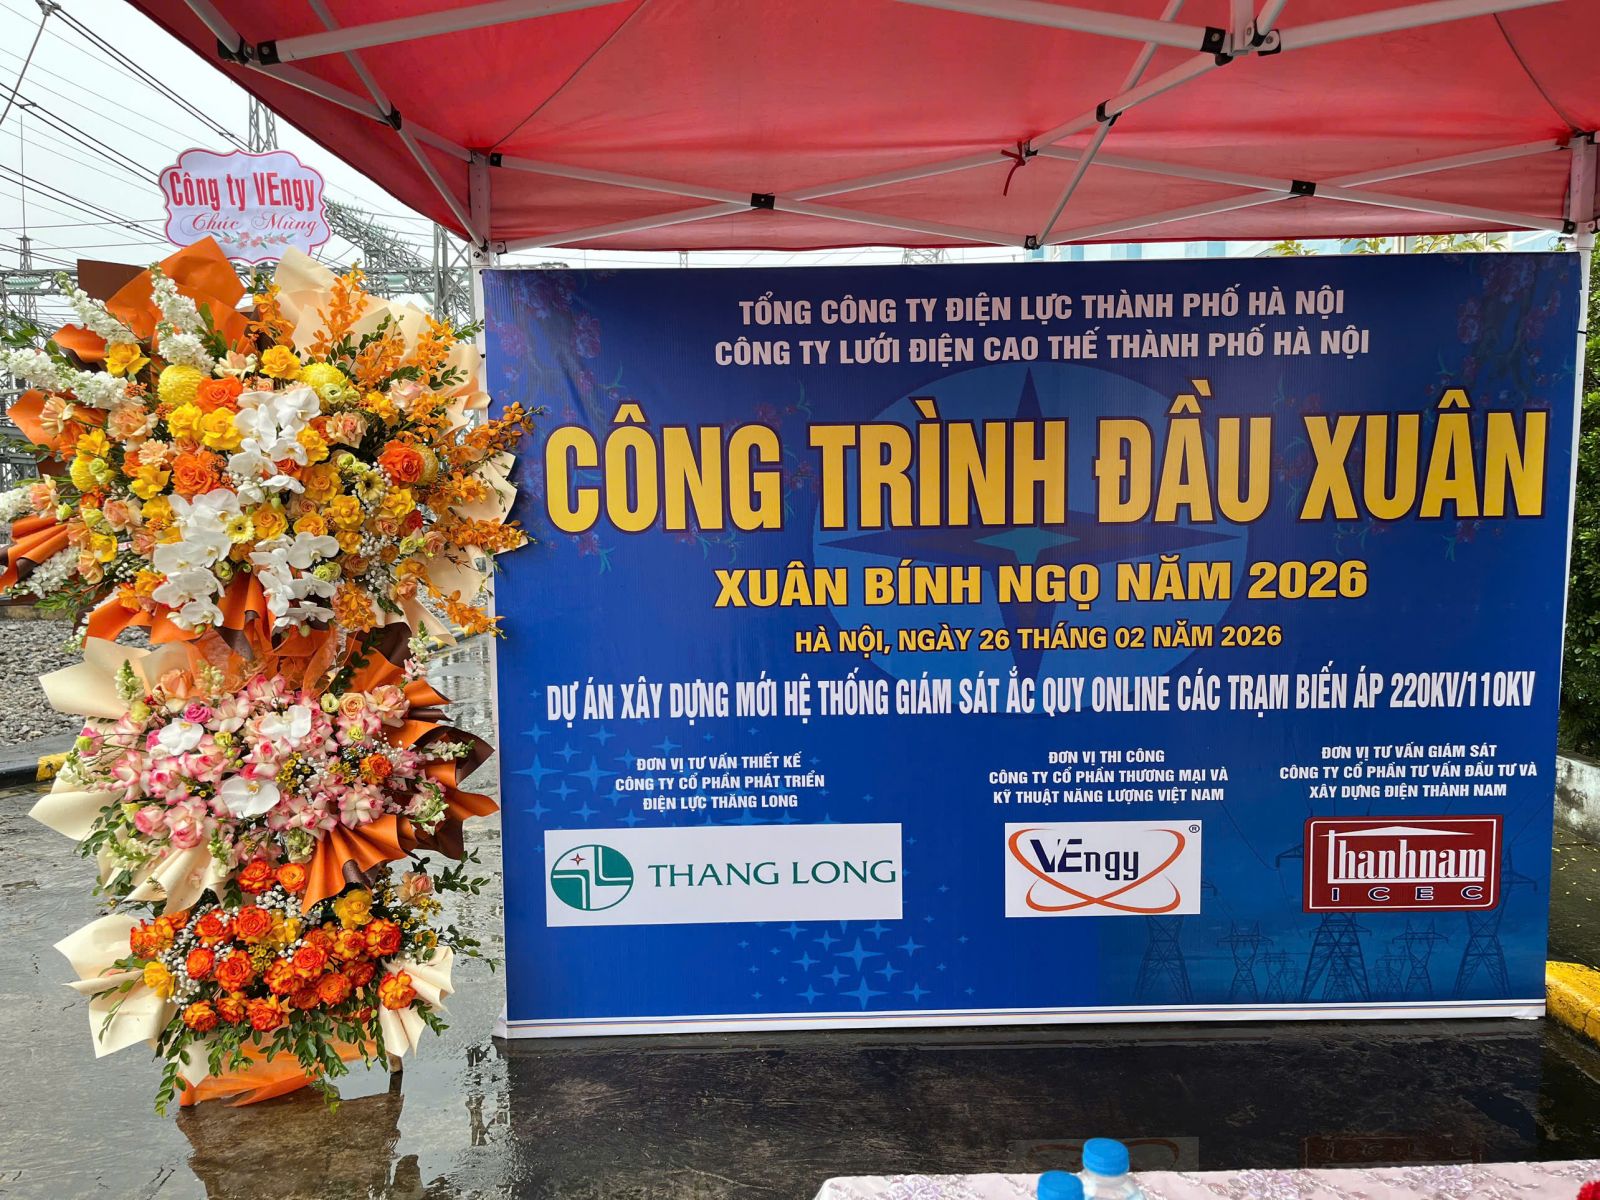 Công ty VEngy
Chúc Mừng
TỔNG CÔNG TY ĐIỆN LỰC THÀNH PHỐ HÀ NỘI
CÔNG TY LƯỚI ĐIỆN CAO THẾ THÀNH PHỐ HÀ NỘI
CÔNG TRÌNH ĐẦU XUÂN
XUÂN BÍNH NGỌ NĂM 2026
HÀ NỘI, NGÀY 26 THÁNG 02 NĂM 2026
DỰ ÁN XÂY DỰNG MỚI HỆ THỐNG GIÁM SÁT ẮC QUY ONLINE CÁC TRẠM BIẾN ÁP 220KV/110KV
ĐƠN VỊ TƯ VẤN THIẾT KẾ
CÔNG TY CỔ PHẦN PHÁT TRIỂN
ĐIỆN LỰC THĂNG LONG
THANG LONG
ĐƠN VỊ THI CÔNG
CÔNG TY CỔ PHẦN THƯƠNG MẠI VÀ
KỸ THUẬT NĂNG LƯỢNG VIỆT NAM
VEngy ®
ĐƠN VỊ TƯ VẤN GIÁM SÁT
CÔNG TY CỔ PHẦN TƯ VẤN ĐẦU TƯ VÀ
XÂY DỰNG ĐIỆN THÀNH NAM
Thanhnam
ICEC